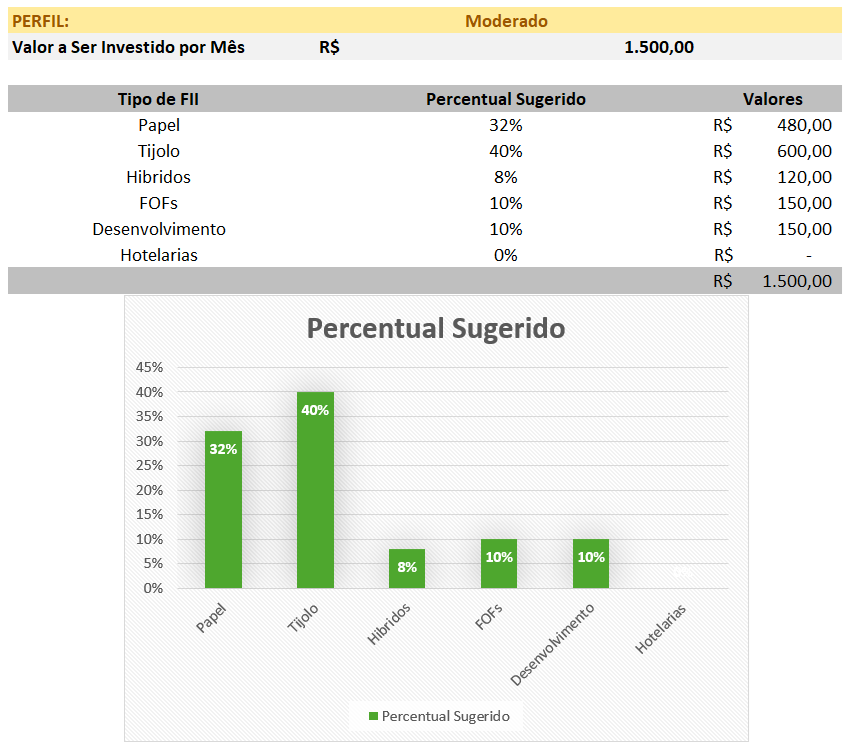 PERFIL: Moderado
Valor a Ser Investido por Mês R$ 1.500,00
Tipo de FII Percentual Sugerido Valores
Papel 32% R$ 480,00
Tijolo 40% R$ 600,00
Hibridos 8% R$ 120,00
FOFs 10% R$ 150,00
Desenvolvimento 10% R$ 150,00
Hotelarias 0% R$ -
R$ 1.500,00
Percentual Sugerido
45%
40%
35%
30%
25%
20%
15%
10%
5%
0%
32%
40%
8%
10%
10%
0%
Papel
Tijolo
Hibridos
FOFs
Desenvolvimento
Hotelarias
Percentual Sugerido